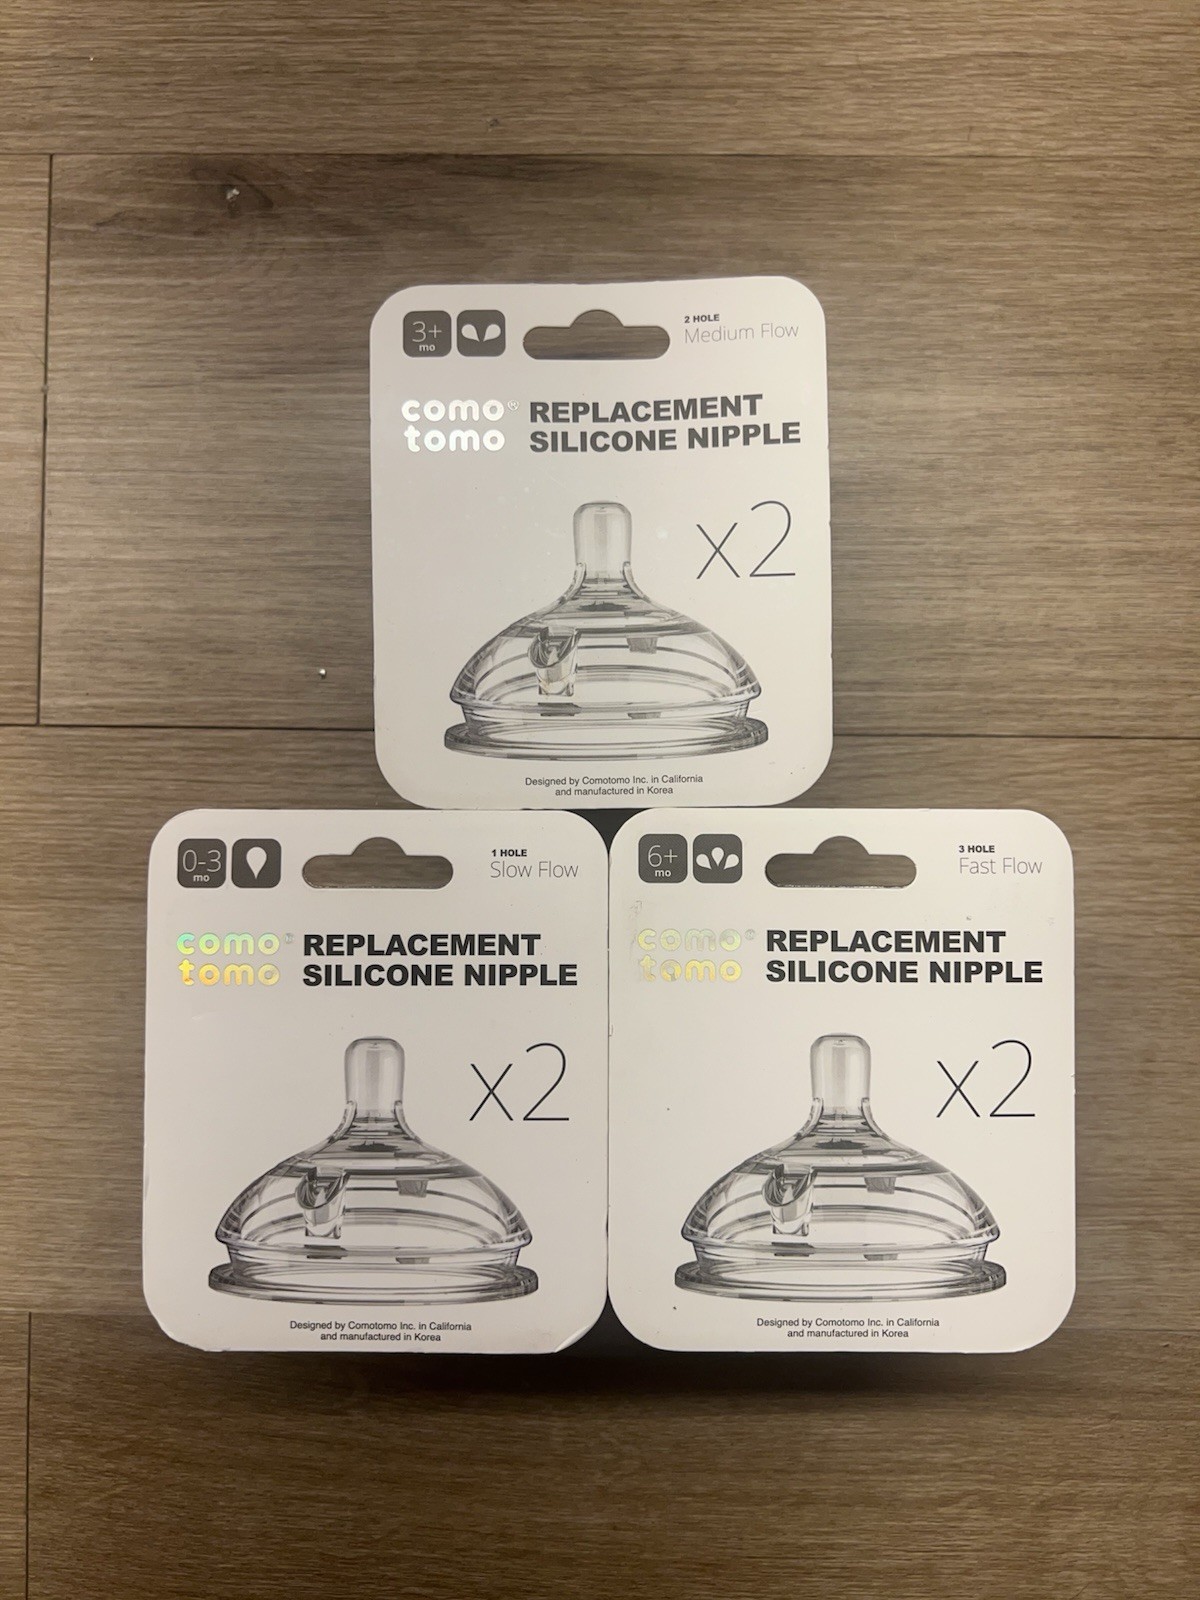 3+
mo
2 HOLE
Medium Flow
como®
tomo
REPLACEMENT
SILICONE NIPPLE
x2
Designed by Comotomo Inc. in California
and manufactured in Korea
0-3
mo
1 HOLE
Slow Flow
como®
tomo
REPLACEMENT
SILICONE NIPPLE
x2
Designed by Comotomo Inc. in California
and manufactured in Korea
6+
mo
3 HOLE
Fast Flow
como®
tomo
REPLACEMENT
SILICONE NIPPLE
x2
Designed by Comotomo Inc. in California
and manufactured in Korea